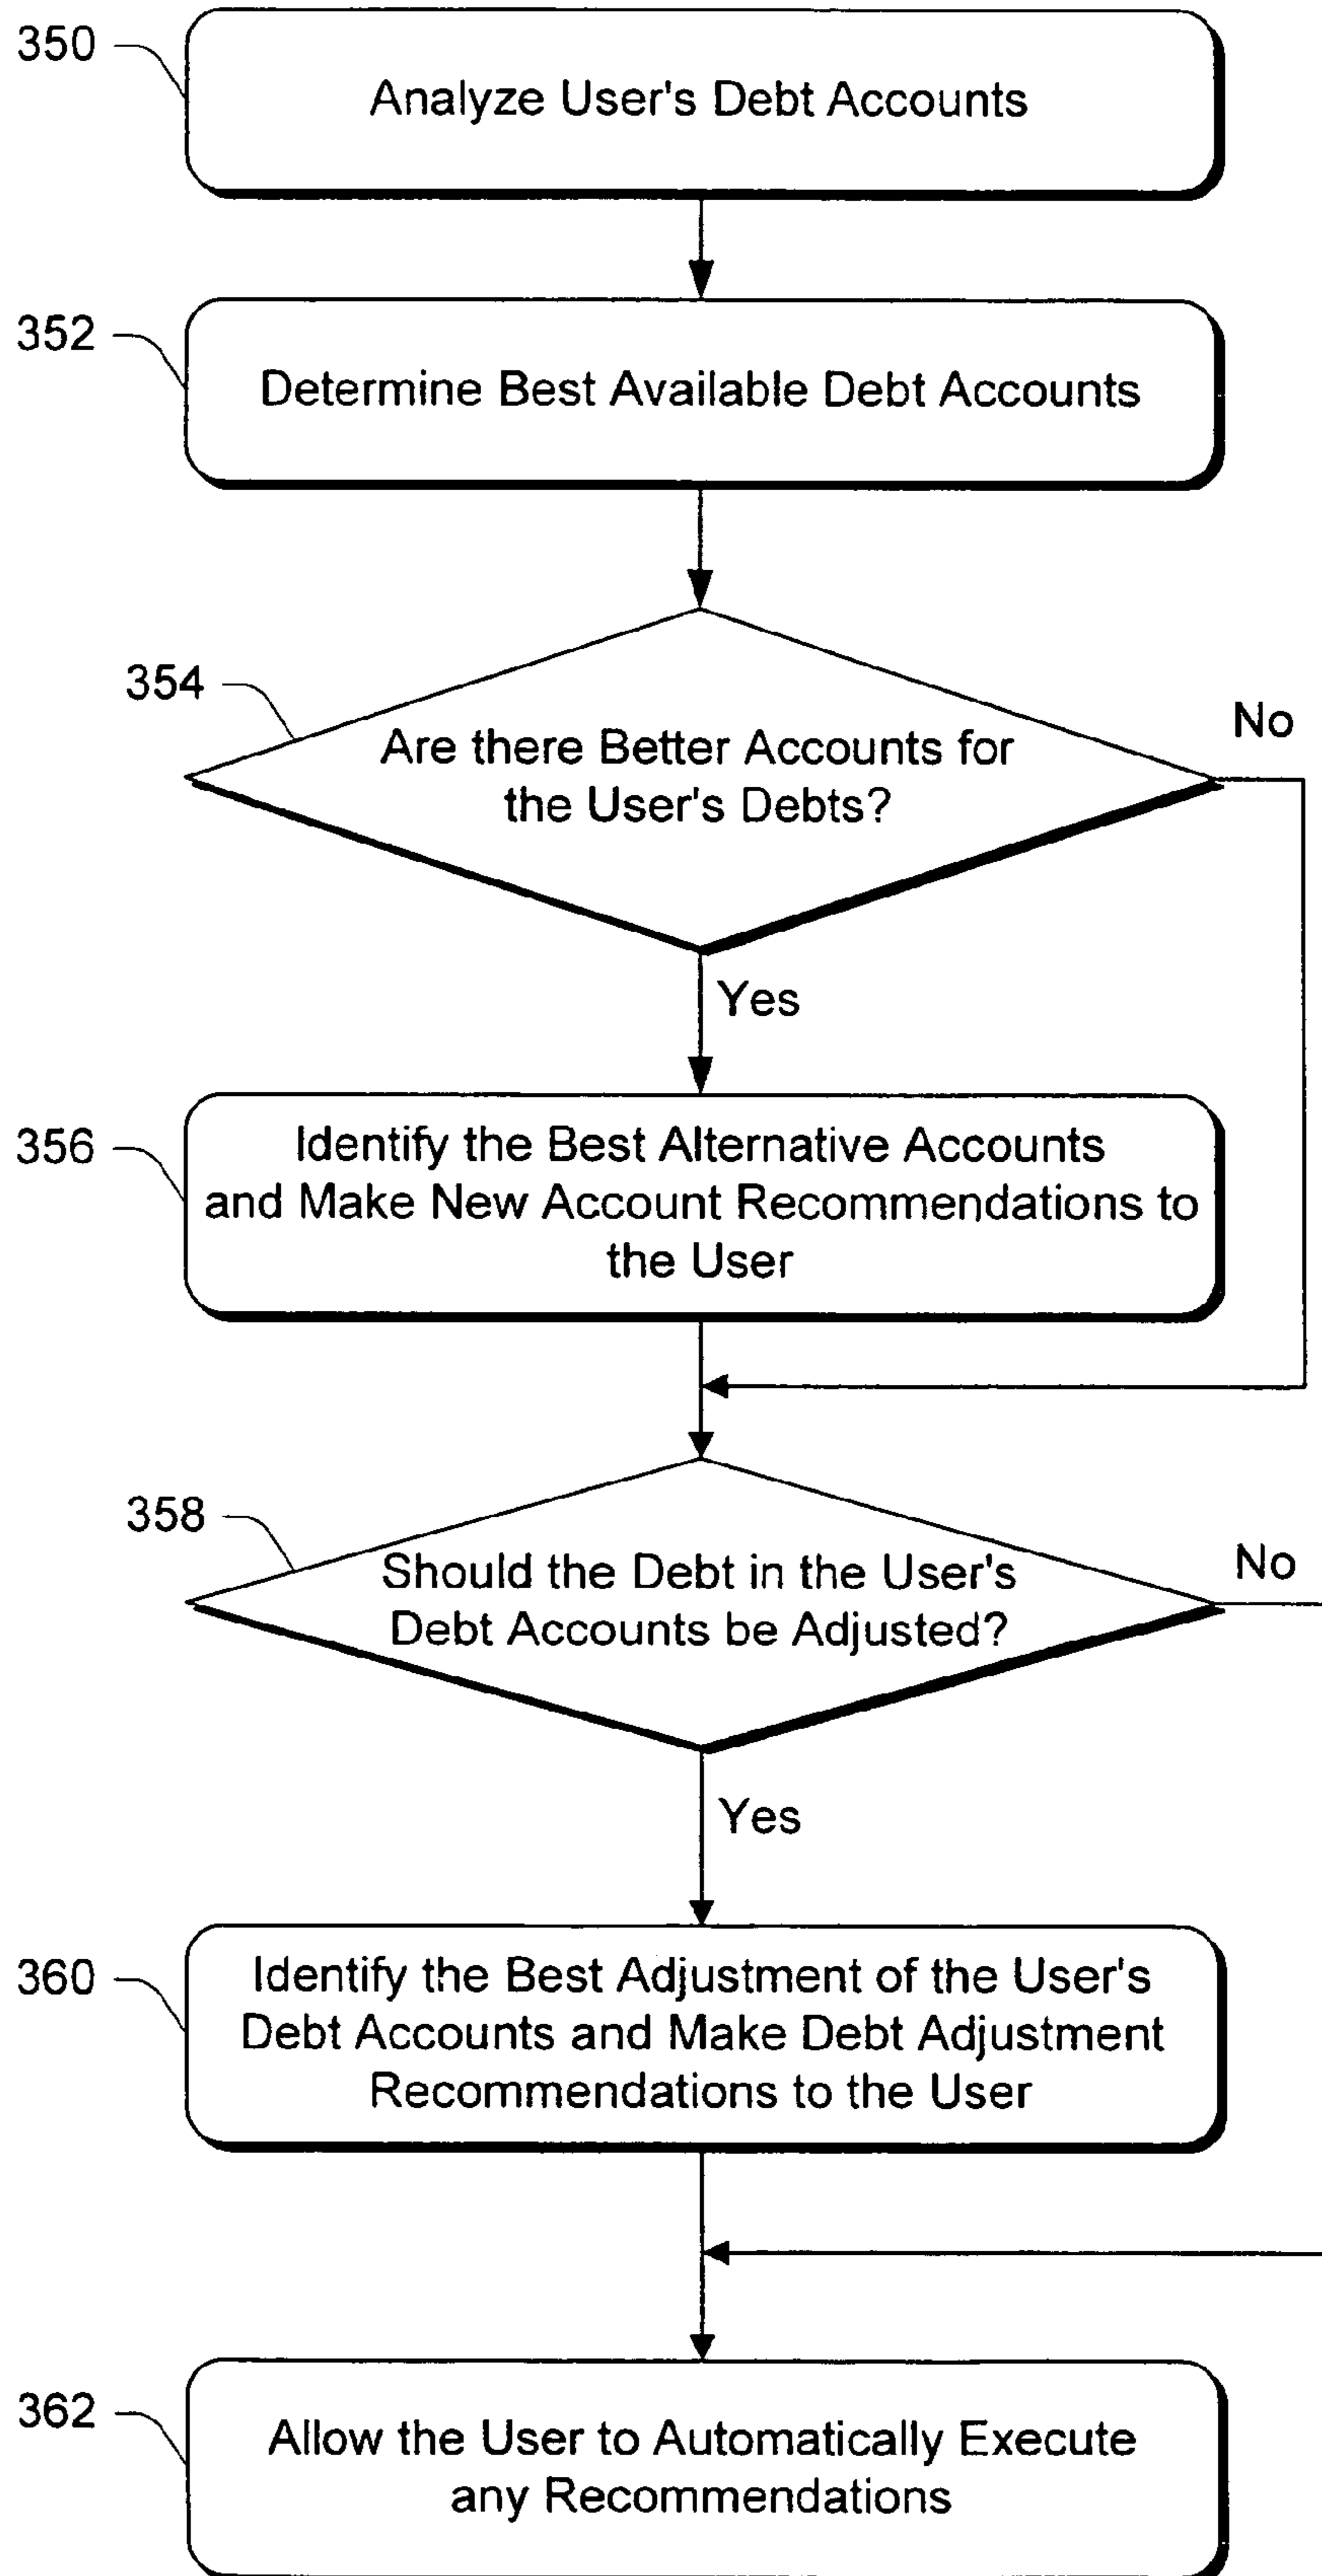 350
Analyze User's Debt Accounts
352
Determine Best Available Debt Accounts
354
Are there Better Accounts for
the User's Debts?
No
Yes
356
Identify the Best Alternative Accounts
and Make New Account Recommendations to
the User
358
Should the Debt in the User's
Debt Accounts be Adjusted?
No
Yes
360
Identify the Best Adjustment of the User's
Debt Accounts and Make Debt Adjustment
Recommendations to the User
362
Allow the User to Automatically Execute
any Recommendations